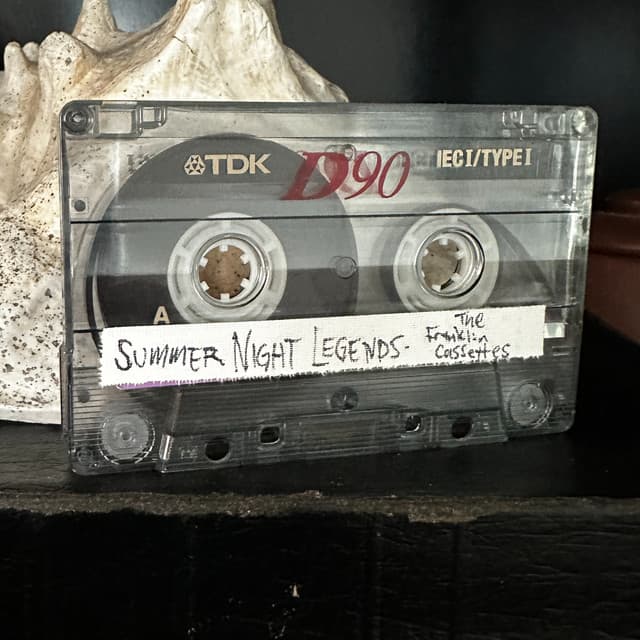 TDK D90 IECI/TYPEI
A
SUMMER NIGHT LEGENDS-
The
Franklin
Cassettes